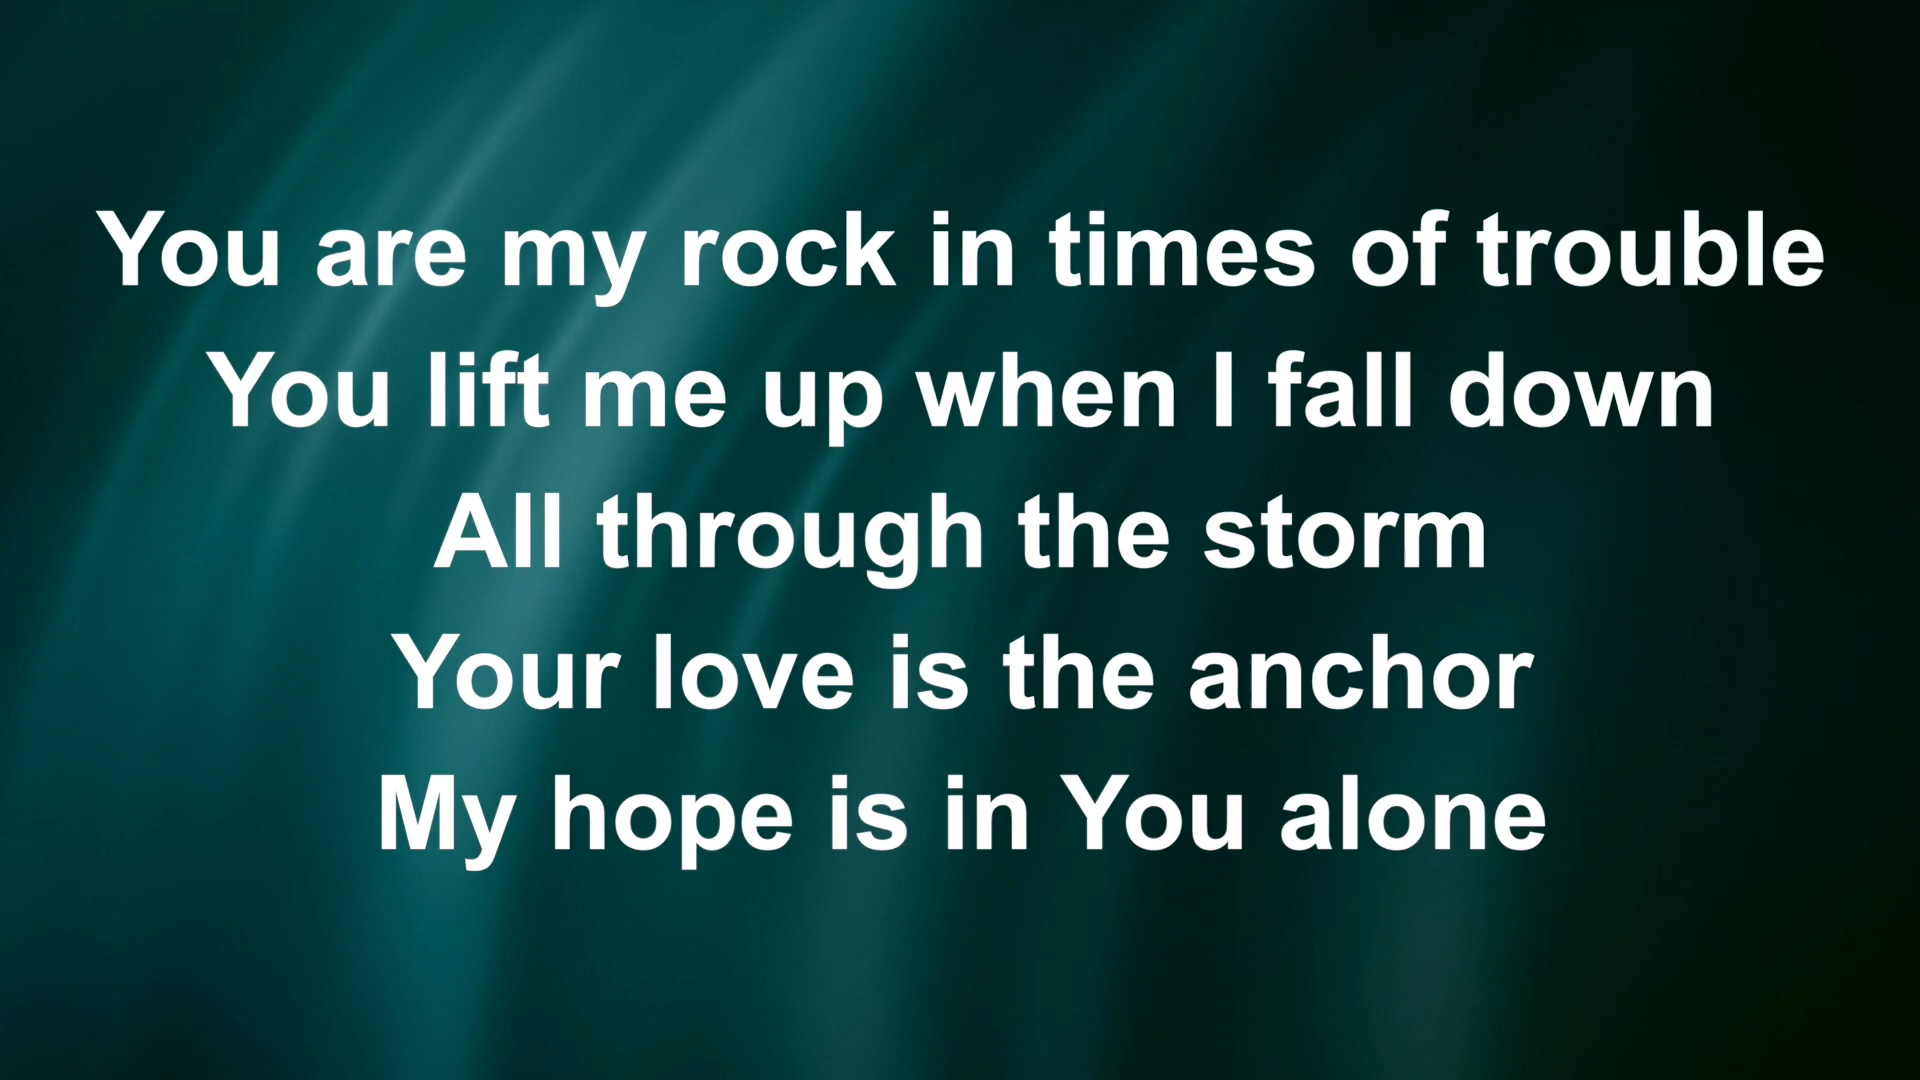 You are my rock in times of trouble
You lift me up when I fall down
All through the storm
Your love is the anchor
My hope is in You alone